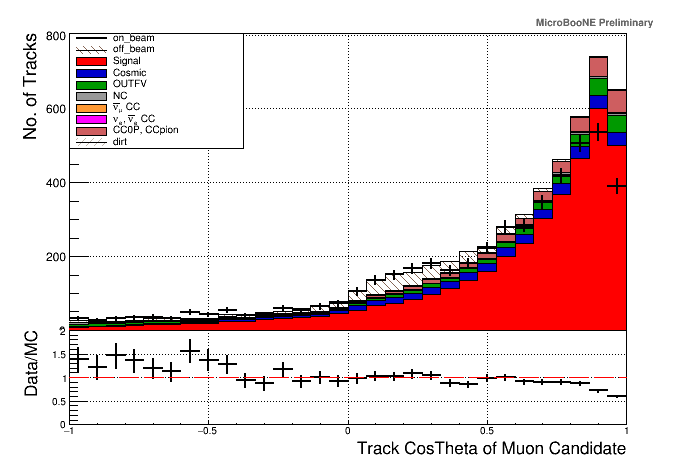 MicroBooNE Preliminary
No. of Tracks
800
600
400
200
on_beam
off_beam
Signal
Cosmic
OUTFV
NC
ν̅μ CC
νe, ν̅e CC
CC0P, CCpion
dirt
Data/MC
2
1.5
1
0.5
0
−1
−0.5
0
0.5
1
Track CosTheta of Muon Candidate